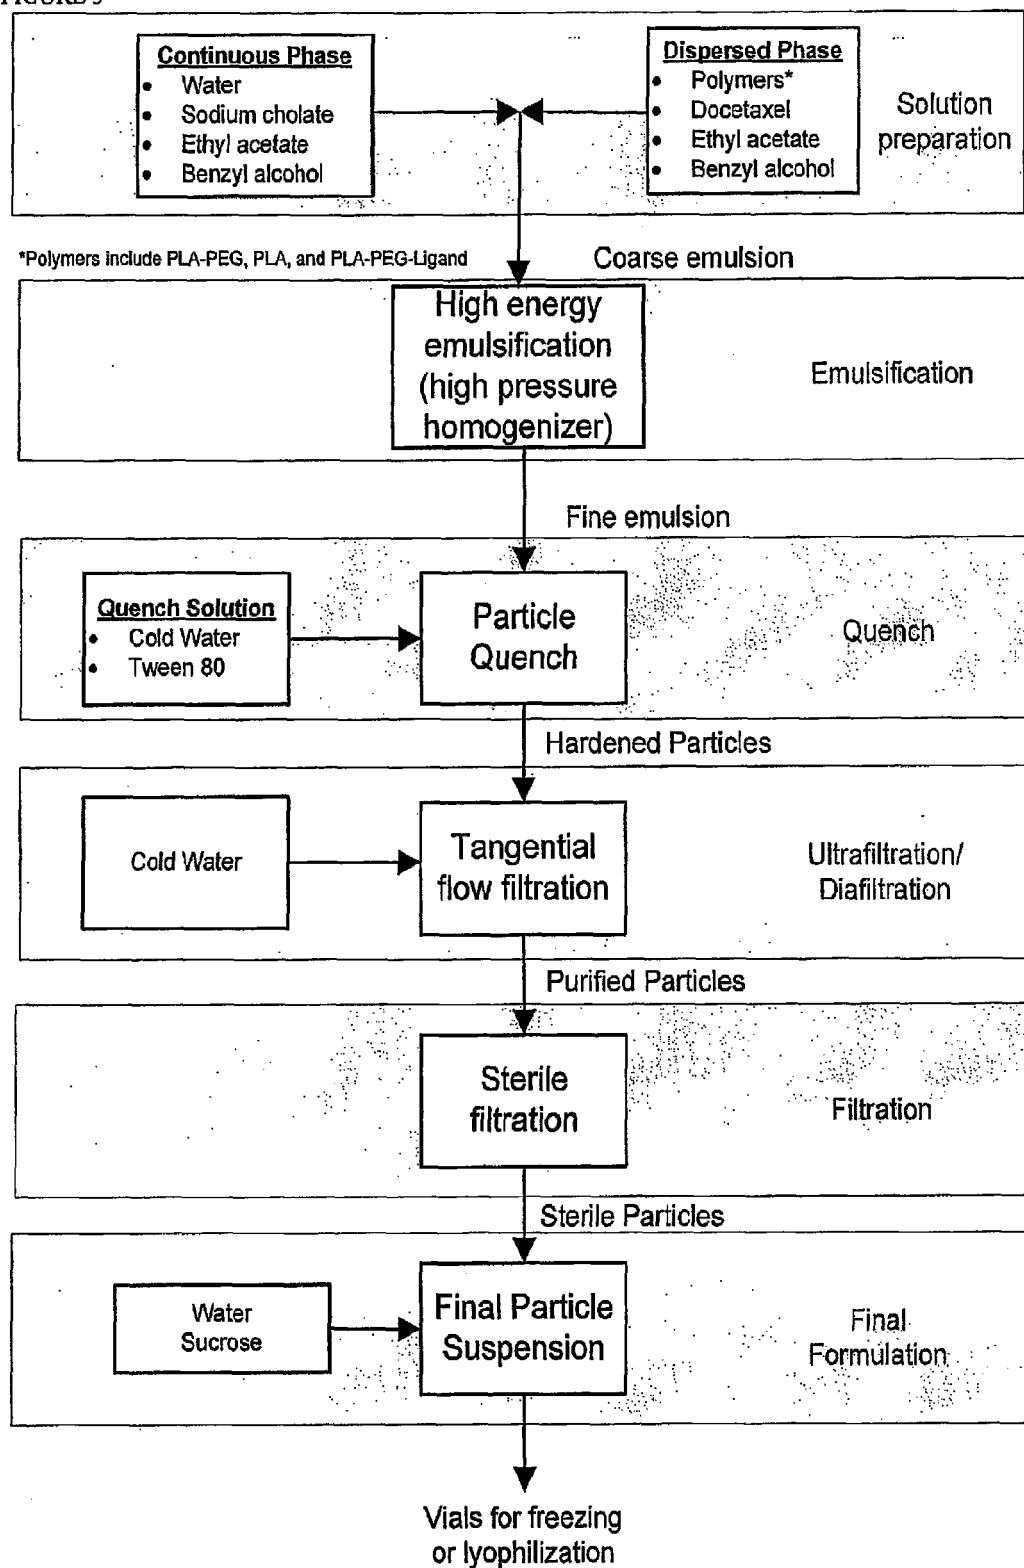 Continuous Phase
• Water
• Sodium cholate
• Ethyl acetate
• Benzyl alcohol
Dispersed Phase
• Polymers*
• Docetaxel
• Ethyl acetate
• Benzyl alcohol
Solution
preparation
*Polymers include PLA-PEG, PLA, and PLA-PEG-Ligand
Coarse emulsion
High energy
emulsification
(high pressure
homogenizer)
Emulsification
Fine emulsion
Quench Solution
• Cold Water
• Tween 80
Particle
Quench
Quench
Hardened Particles
Cold Water
Tangential
flow filtration
Ultrafiltration/
Diafiltration
Purified Particles
Sterile
filtration
Filtration
Sterile Particles
Water
Sucrose
Final Particle
Suspension
Final
Formulation
Vials for freezing
or lyophilization